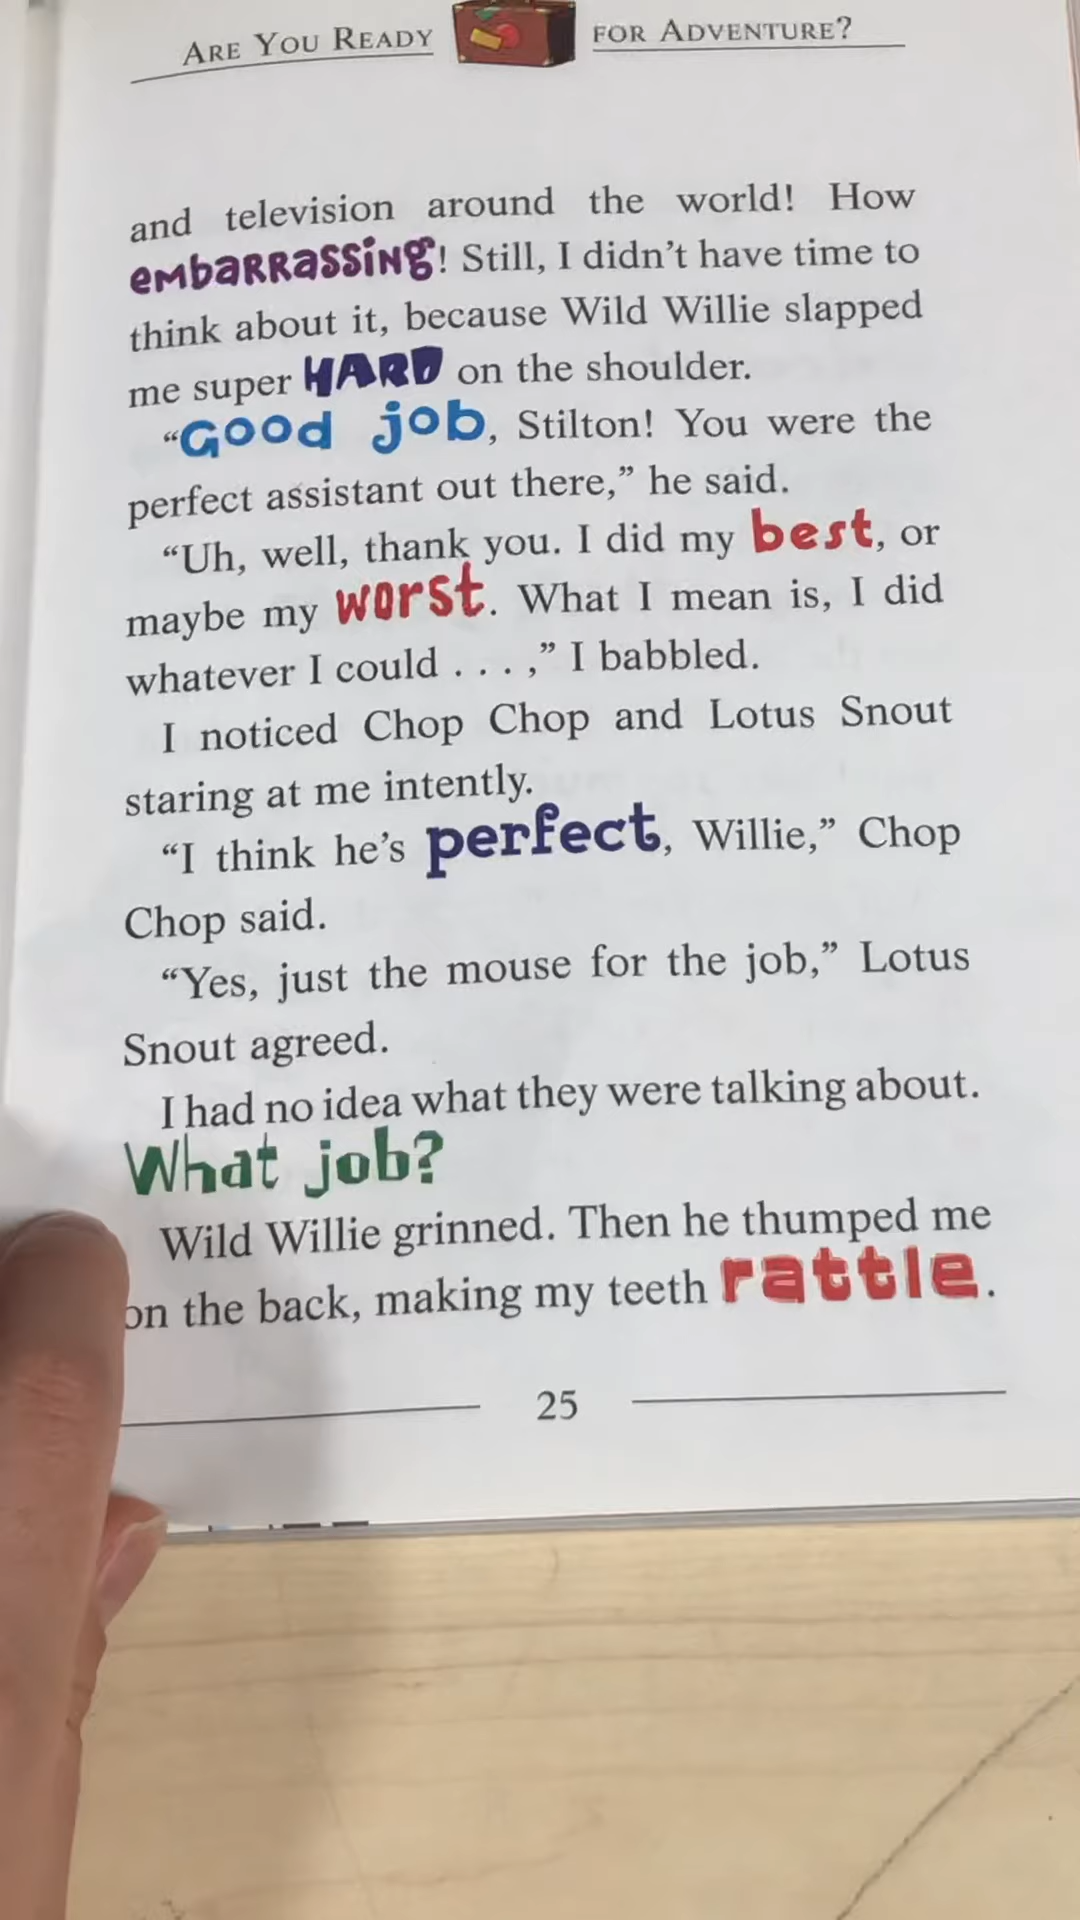 ARE YOU READY FOR ADVENTURE?
and television around the world! How
embarrassing! Still, I didn’t have time to
think about it, because Wild Willie slapped
me super HARD on the shoulder.
“Good job, Stilton! You were the
perfect assistant out there,” he said.
“Uh, well, thank you. I did my best, or
maybe my worst. What I mean is, I did
whatever I could . . . ,” I babbled.
I noticed Chop Chop and Lotus Snout
staring at me intently.
“I think he’s perfect, Willie,” Chop
Chop said.
“Yes, just the mouse for the job,” Lotus
Snout agreed.
I had no idea what they were talking about.
What job?
Wild Willie grinned. Then he thumped me
on the back, making my teeth rattle.
25